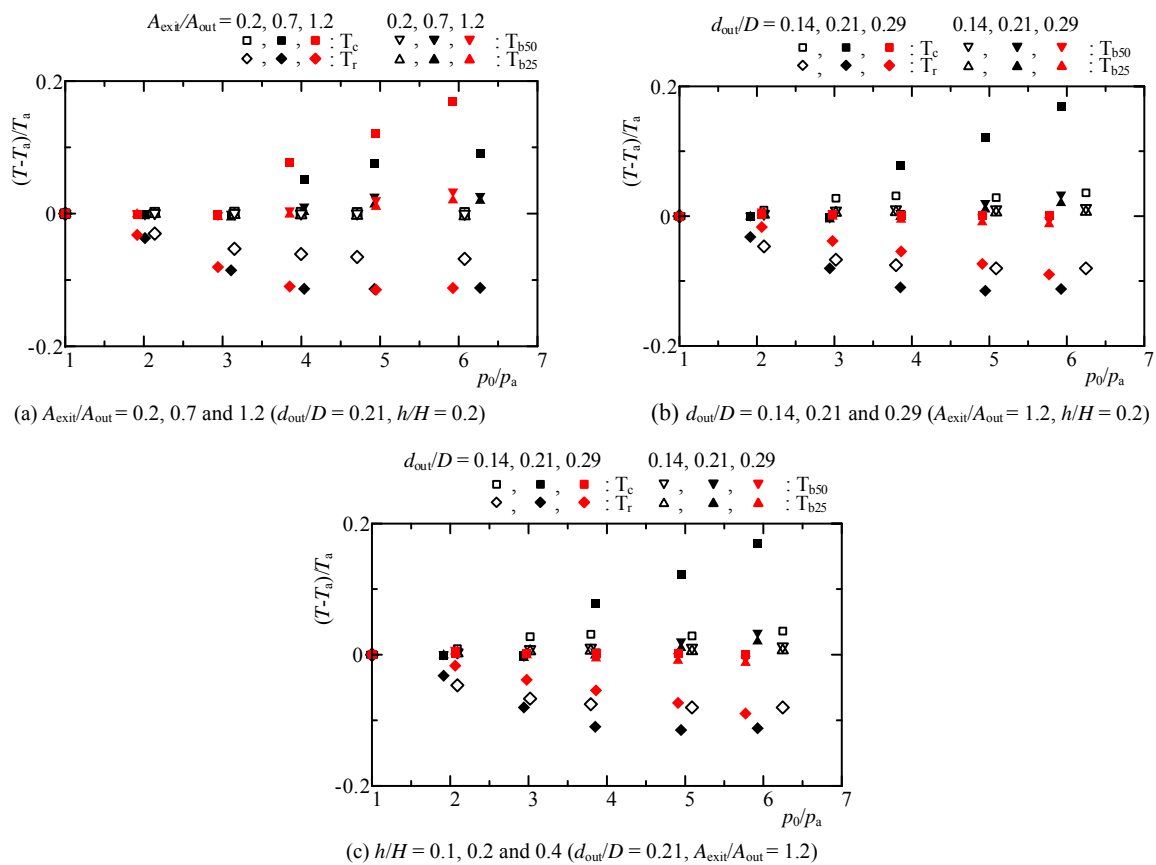 A_exit/A_out = 0.2, 0.7, 1.2 0.2, 0.7, 1.2
□ , ■ , ■ : T_c ▽ , ▼ , ▼ : T_b50
◇ , ◆ , ◆ : T_r △ , ▲ , ▲ : T_b25
(T-T_a)/T_a
0.2
0
-0.2
1 2 3 4 5 6 7
p_0/p_a
(a) A_exit/A_out = 0.2, 0.7 and 1.2 (d_out/D = 0.21, h/H = 0.2)
d_out/D = 0.14, 0.21, 0.29 0.14, 0.21, 0.29
□ , ■ , ■ : T_c ▽ , ▼ , ▼ : T_b50
◇ , ◆ , ◆ : T_r △ , ▲ , ▲ : T_b25
(T-T_a)/T_a
0.2
0
-0.2
1 2 3 4 5 6 7
p_0/p_a
(b) d_out/D = 0.14, 0.21 and 0.29 (A_exit/A_out = 1.2, h/H = 0.2)
d_out/D = 0.14, 0.21, 0.29 0.14, 0.21, 0.29
□ , ■ , ■ : T_c ▽ , ▼ , ▼ : T_b50
◇ , ◆ , ◆ : T_r △ , ▲ , ▲ : T_b25
(T-T_a)/T_a
0.2
0
-0.2
1 2 3 4 5 6 7
p_0/p_a
(c) h/H = 0.1, 0.2 and 0.4 (d_out/D = 0.21, A_exit/A_out = 1.2)